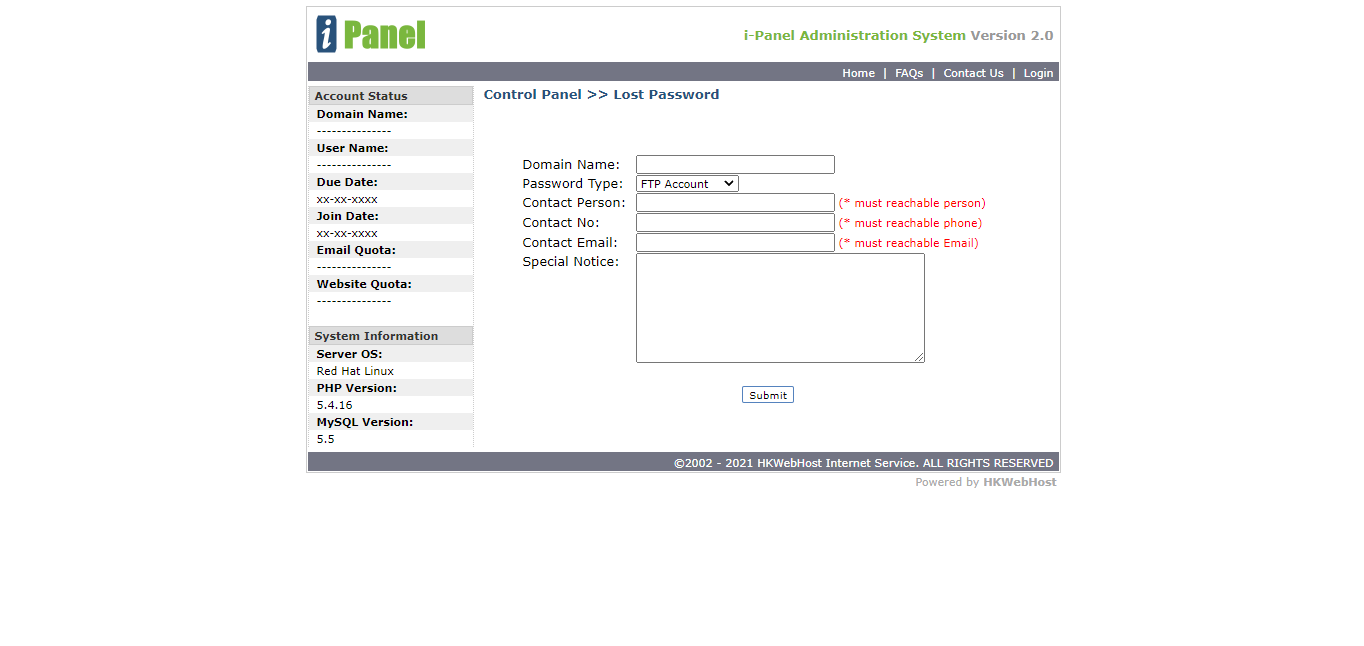 i Panel
i-Panel Administration System Version 2.0
Home | FAQs | Contact Us | Login
Account Status
Domain Name:
---------------
User Name:
---------------
Due Date:
xx-xx-xxxx
Join Date:
xx-xx-xxxx
Email Quota:
---------------
Website Quota:
---------------
System Information
Server OS:
Red Hat Linux
PHP Version:
5.4.16
MySQL Version:
5.5
Control Panel >> Lost Password
Domain Name:
Password Type: FTP Account
Contact Person: (* must reachable person)
Contact No: (* must reachable phone)
Contact Email: (* must reachable Email)
Special Notice:
Submit
©2002 - 2021 HKWebHost Internet Service. ALL RIGHTS RESERVED
Powered by HKWebHost